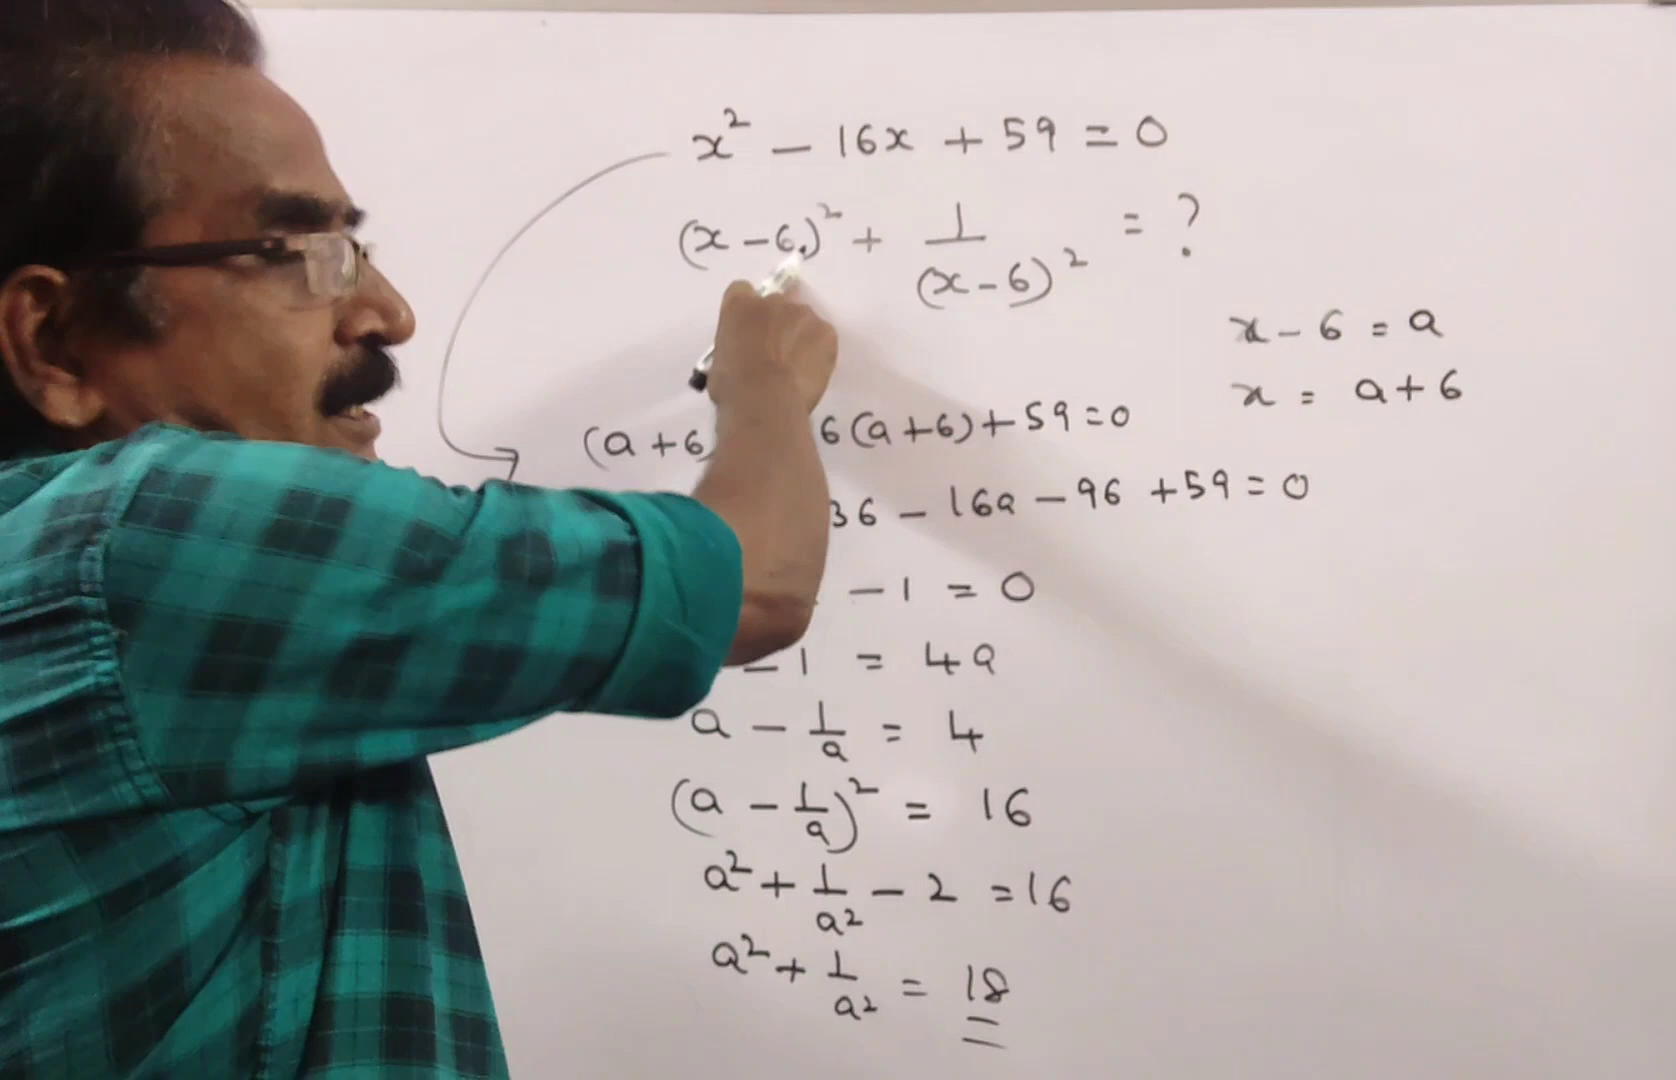 x² - 16x + 59 = 0
(x - 6)² + 1/(x - 6)² = ?
x - 6 = a
x = a + 6
(a + 6) 6(a + 6) + 59 = 0
36 - 16a - 96 + 59 = 0
- 1 = 0
- 1 = 4a
a - 1/a = 4
(a - 1/a)² = 16
a² + 1/a² - 2 = 16
a² + 1/a² = 18